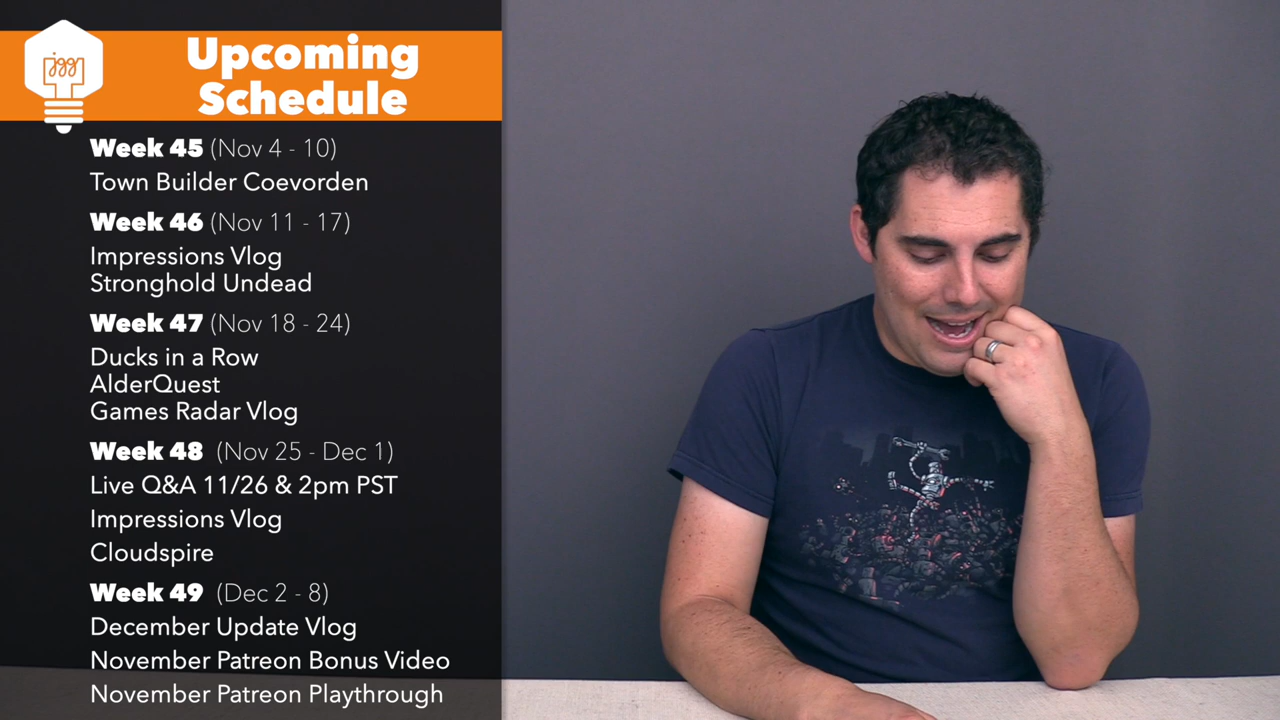 jgg
Upcoming
Schedule
Week 45 (Nov 4 - 10)
Town Builder Coevorden
Week 46 (Nov 11 - 17)
Impressions Vlog
Stronghold Undead
Week 47 (Nov 18 - 24)
Ducks in a Row
AlderQuest
Games Radar Vlog
Week 48 (Nov 25 - Dec 1)
Live Q&A 11/26 & 2pm PST
Impressions Vlog
Cloudspire
Week 49 (Dec 2 - 8)
December Update Vlog
November Patreon Bonus Video
November Patreon Playthrough